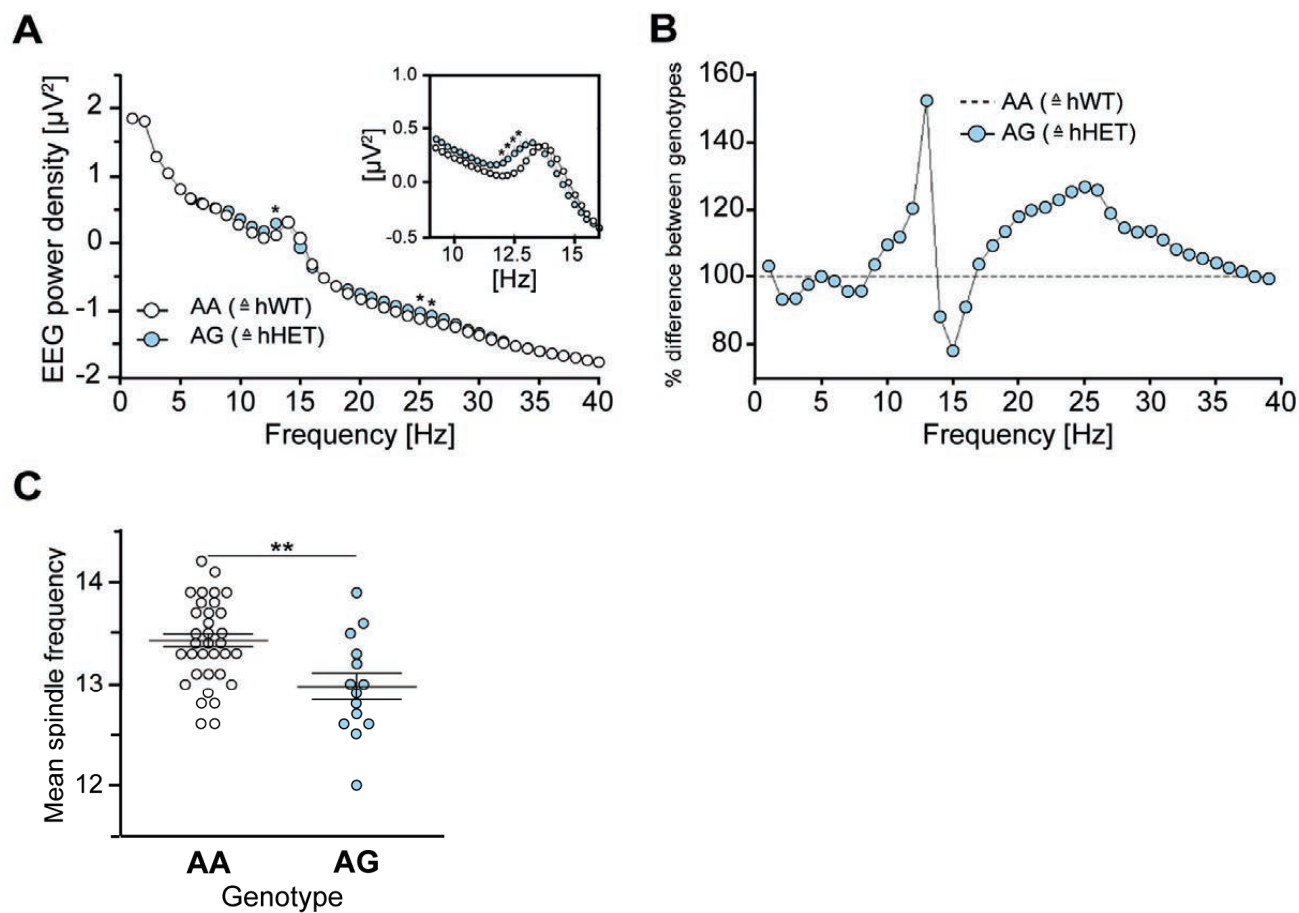 A
EEG power density [µV²]
2
1
0
-1
-2
*
* *
AA (≙ hWT)
AG (≙ hHET)
0 5 10 15 20 25 30 35 40
Frequency [Hz]
[µV²]
1.0
0.5
0.0
-0.5
****
10 12.5 15
[Hz]
B
% difference between genotypes
160
140
120
100
80
AA (≙ hWT)
AG (≙ hHET)
0 5 10 15 20 25 30 35 40
Frequency [Hz]
C
Mean spindle frequency
14
13
12
**
AA AG
Genotype